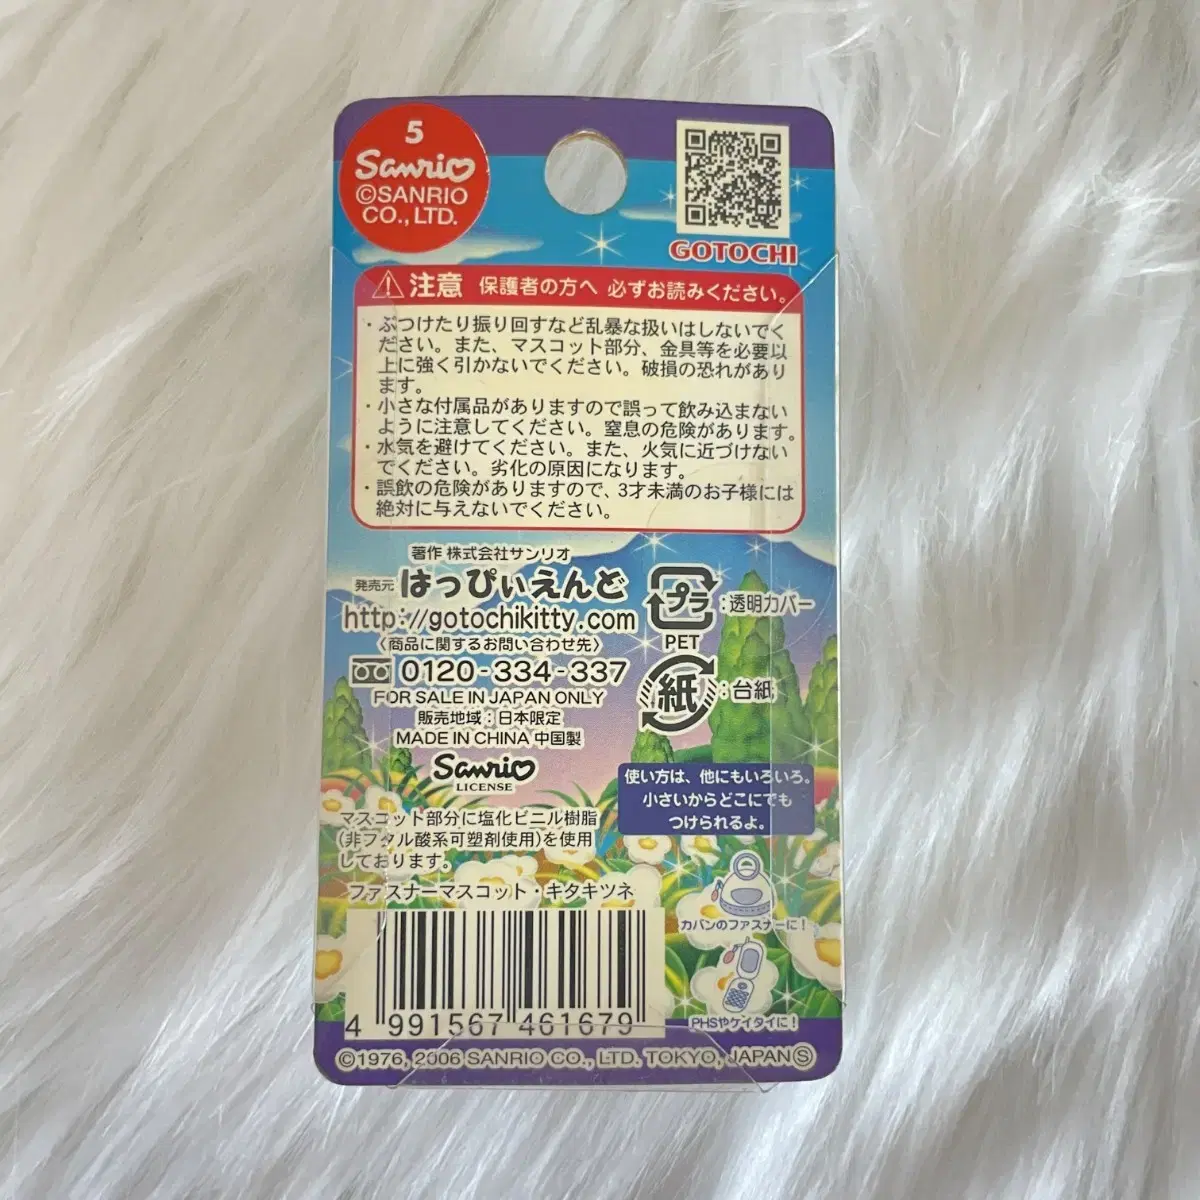 5
Sanrio
©SANRIO
CO., LTD.
GOTOCHI
注意 保護者の方へ 必ずお読みください。
・ぶつけたり振り回すなど乱暴な扱いはしないでく
ださい。また、マスコット部分、金具等を必要以
上に強く引かないでください。破損の恐れがあり
ます。
・小さな付属品がありますので誤って飲み込まない
ように注意してください。窒息の危険があります。
・水気を避けてください。また、火気に近づけない
でください。劣化の原因になります。
・誤飲の危険がありますので、3才未満のお子様には
絶対に与えないでください。
著作 株式会社サンリオ
発売元 はっぴぃえんど
http://gotochikitty.com
〈商品に関するお問い合わせ先〉
0120-334-337
FOR SALE IN JAPAN ONLY
販売地域：日本限定
MADE IN CHINA 中国製
Sanrio
LICENSE
プラ：透明カバー
PET
紙：台紙
使い方は、他にもいろいろ。
小さいからどこにでも
つけられるよ。
マスコット部分に塩化ビニル樹脂
(非フタル酸系可塑剤使用)を使用
しております。
ファスナーマスコット・キタキツネ
カバンのファスナーに!
PHSやケイタイに!
4 991567 461679
©1976, 2006 SANRIO CO., LTD. TOKYO, JAPAN Ⓢ